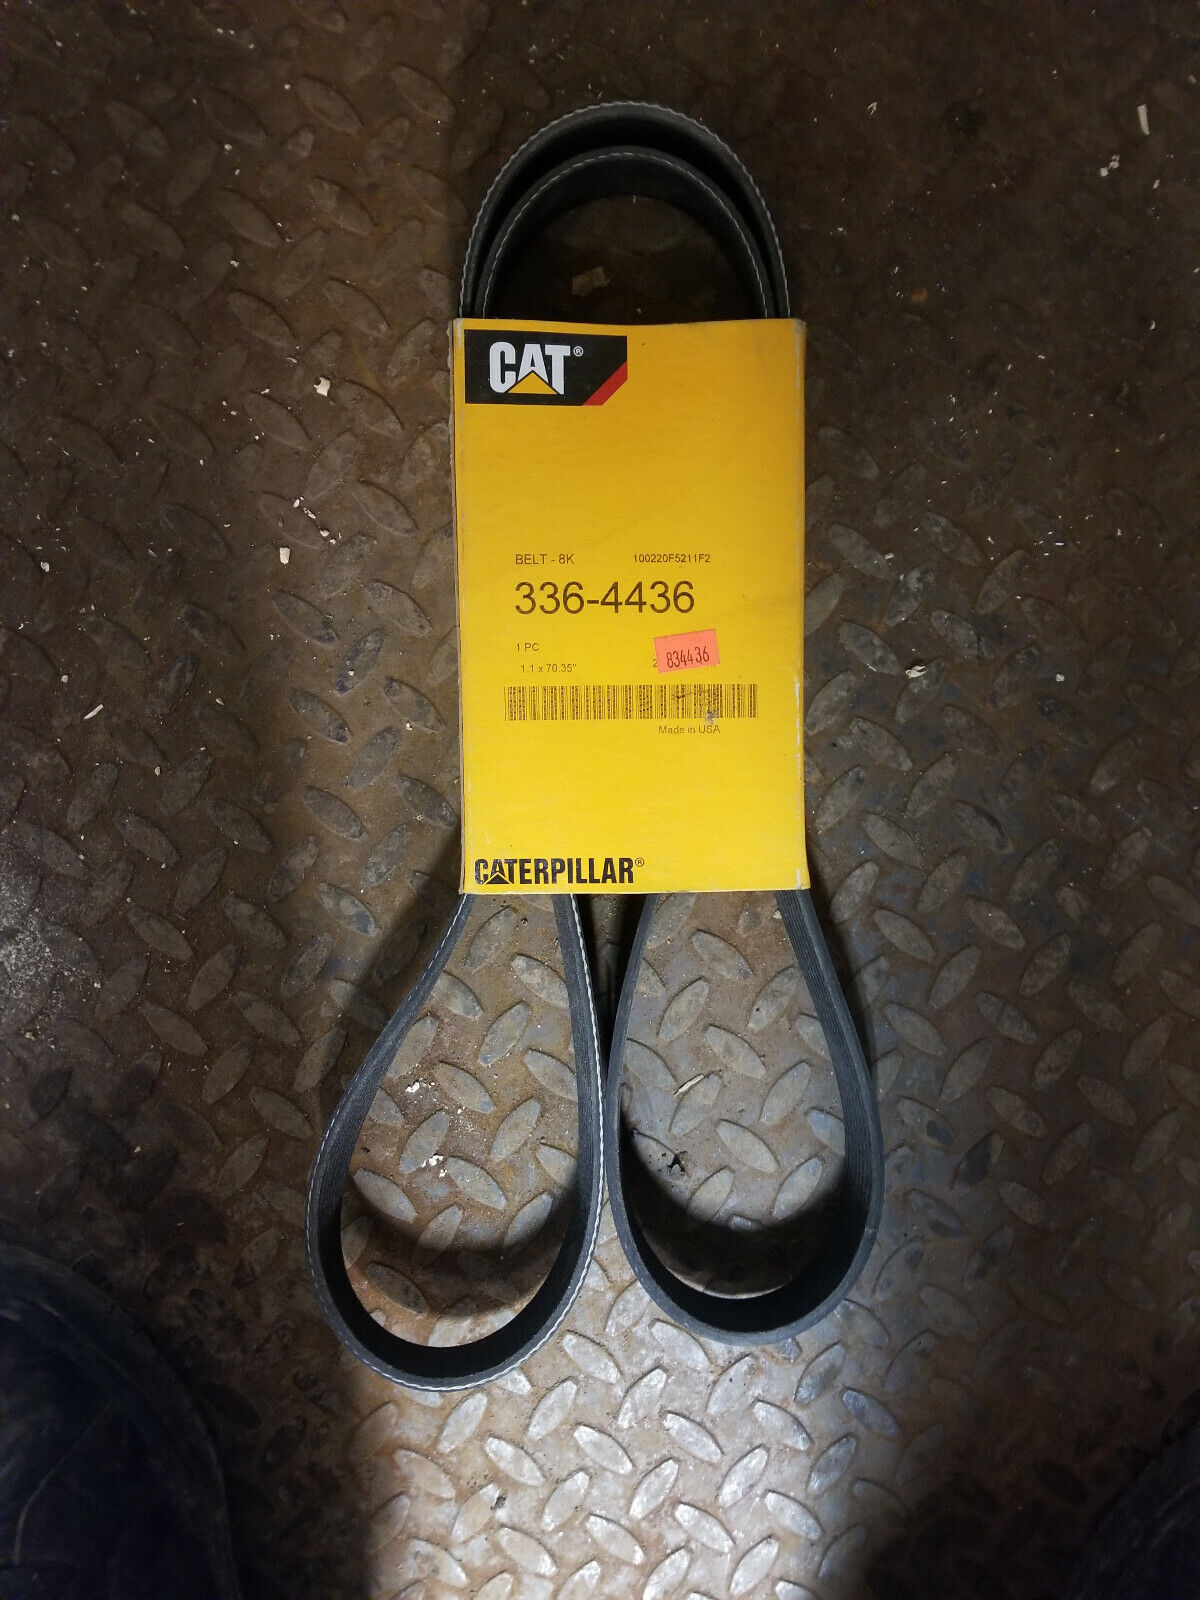 CAT®
BELT - 8K 100220F5211F2
336-4436
1 PC
1.1 x 70.35"
834436
Made in USA
CATERPILLAR®